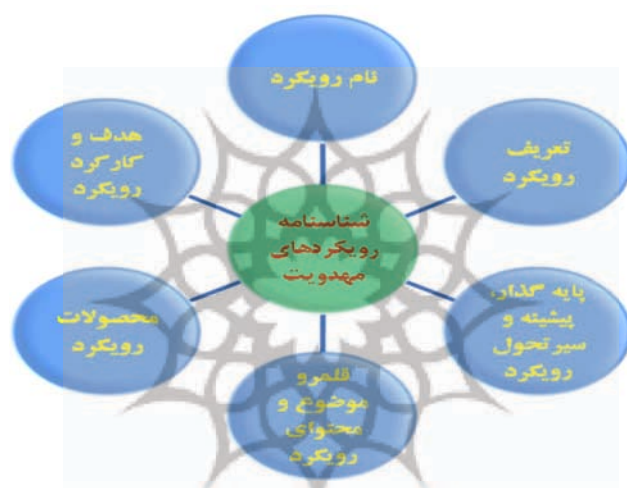 نام رویکرد
تعریف
رویکرد
پایه گذار،
پیشینه و
سیر تحول
رویکرد
قلمرو
موضوع و
محتوای
رویکرد
محصولات
رویکرد
هدف و
کارکرد
رویکرد
شناسنامه
رویکردهای
مهدویت